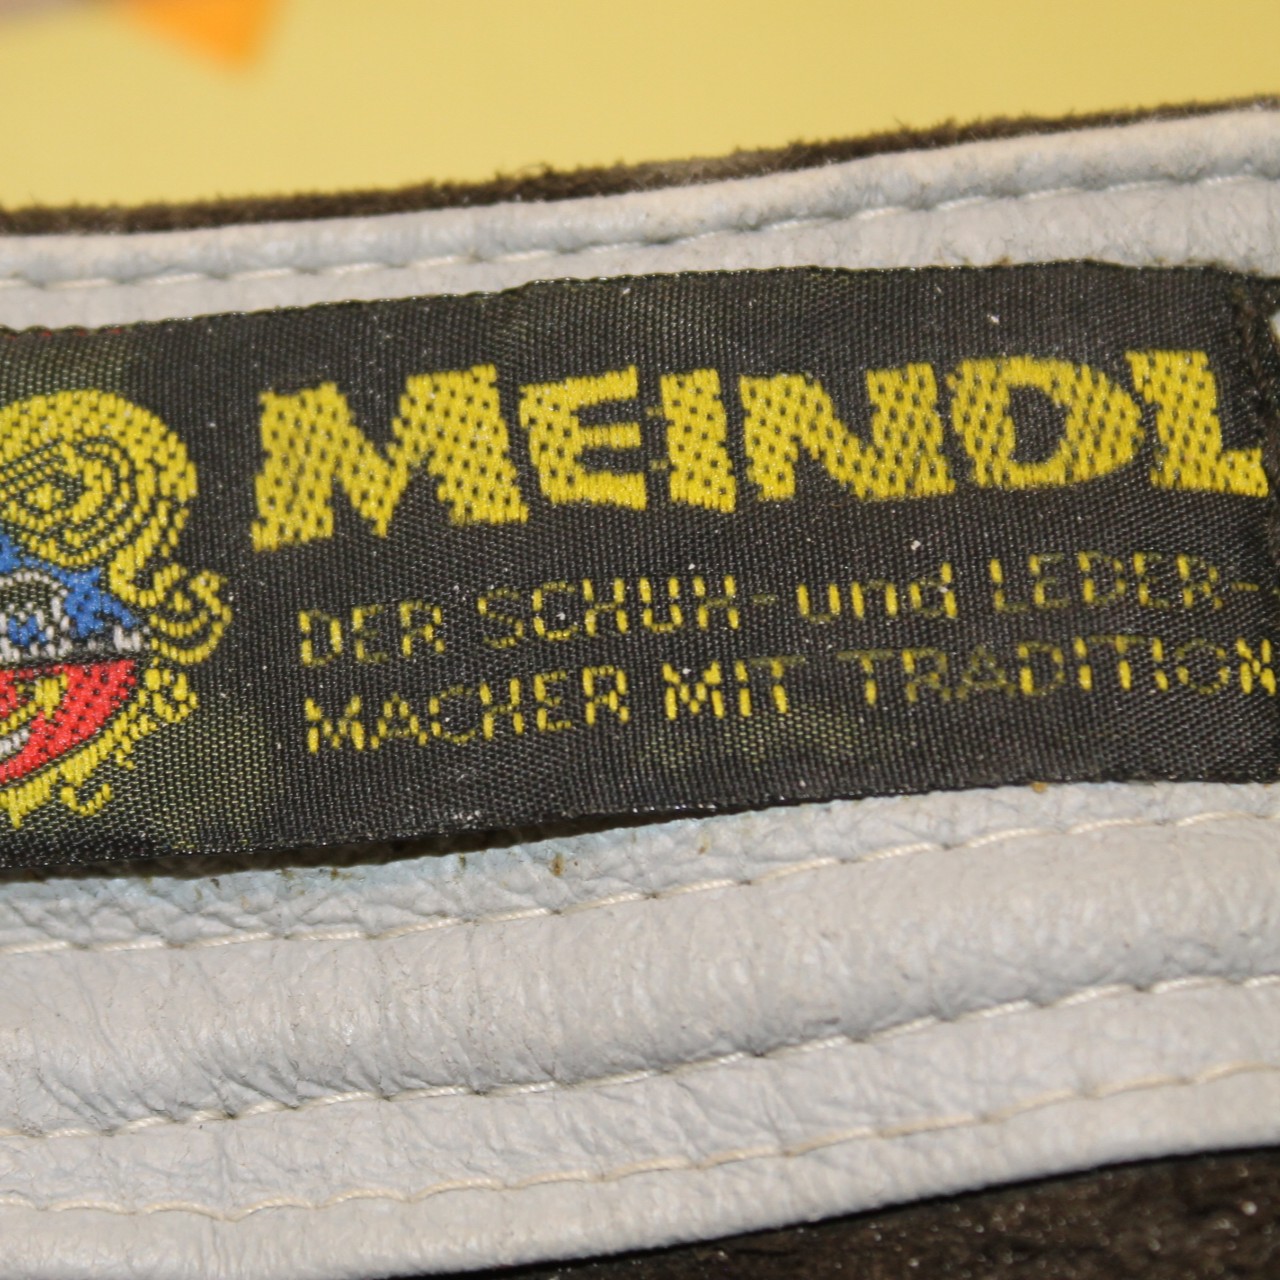 MEINDL
DER SCHUH- und LEDER-
MACHER MIT TRADITION